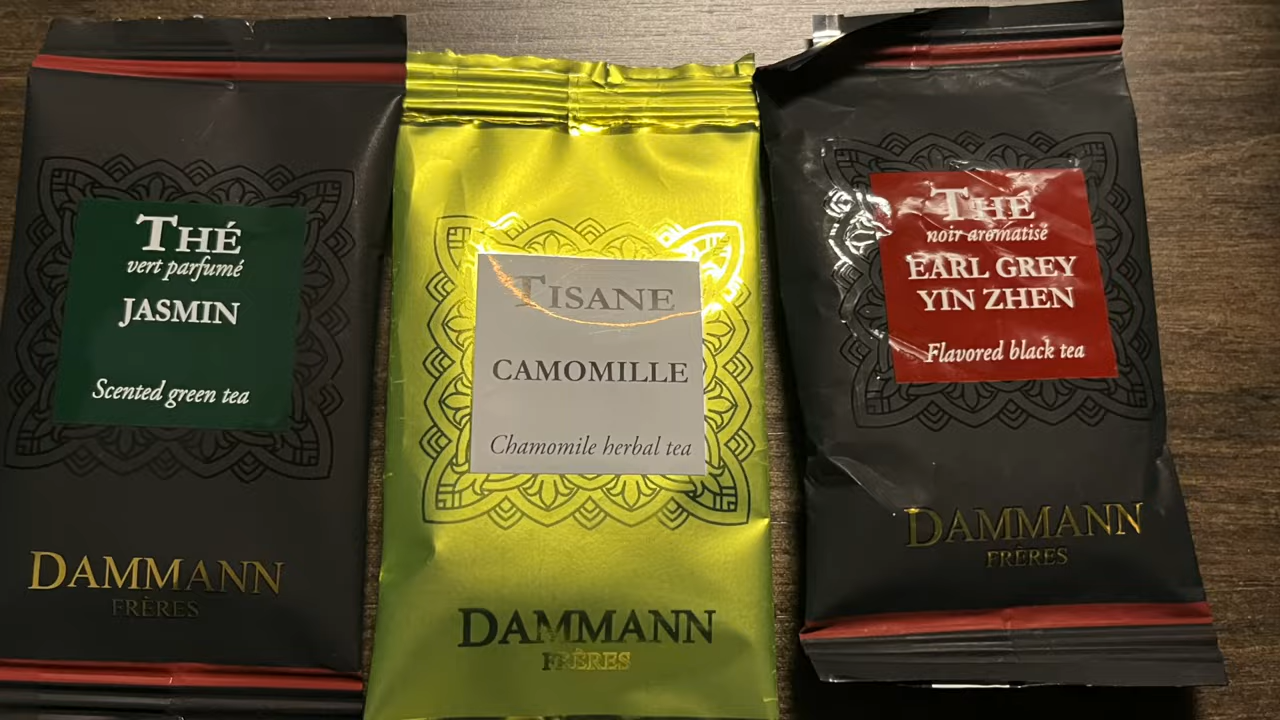 THÉ
vert parfumé
JASMIN
Scented green tea
DAMMANN
FRÈRES
TISANE
CAMOMILLE
Chamomile herbal tea
DAMMANN
FRÈRES
THÉ
noir aromatisé
EARL GREY
YIN ZHEN
Flavored black tea
DAMMANN
FRÈRES